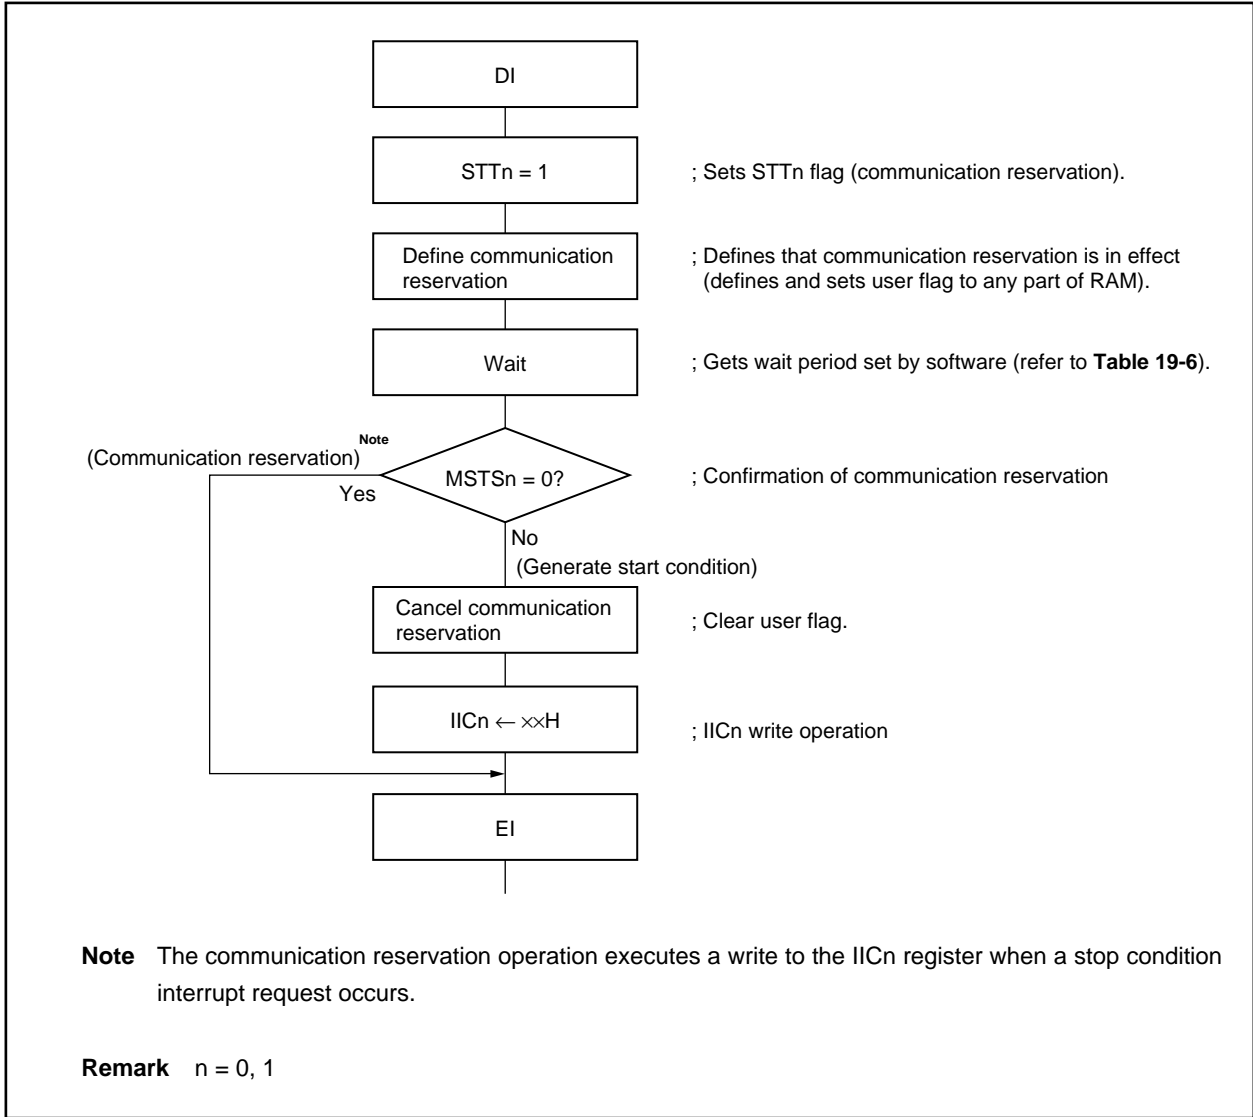 DI
STTn = 1
; Sets STTn flag (communication reservation).
Define communication
reservation
; Defines that communication reservation is in effect
(defines and sets user flag to any part of RAM).
Wait
; Gets wait period set by software (refer to Table 19-6).
(Communication reservation) Note
MSTSn = 0?
; Confirmation of communication reservation
Yes
No
(Generate start condition)
Cancel communication
reservation
; Clear user flag.
IICn ← ××H
; IICn write operation
EI
Note The communication reservation operation executes a write to the IICn register when a stop condition
interrupt request occurs.
Remark n = 0, 1